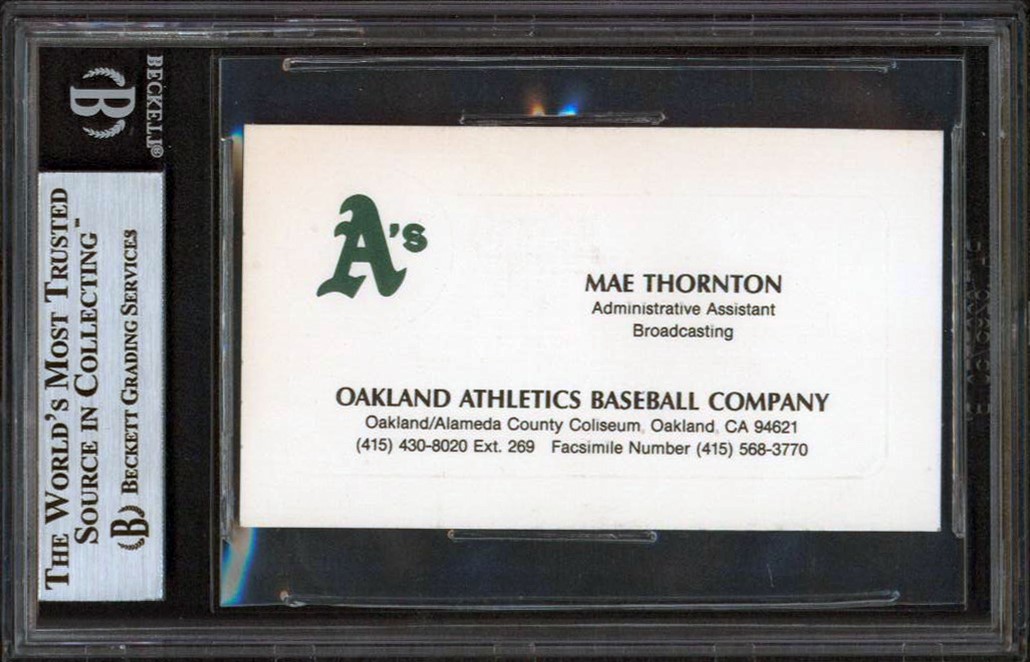 BECKETT®
THE WORLD'S MOST TRUSTED
SOURCE IN COLLECTING™
B BECKETT GRADING SERVICES
A's
MAE THORNTON
Administrative Assistant
Broadcasting
OAKLAND ATHLETICS BASEBALL COMPANY
Oakland/Alameda County Coliseum, Oakland, CA 94621
(415) 430-8020 Ext. 269 Facsimile Number (415) 568-3770